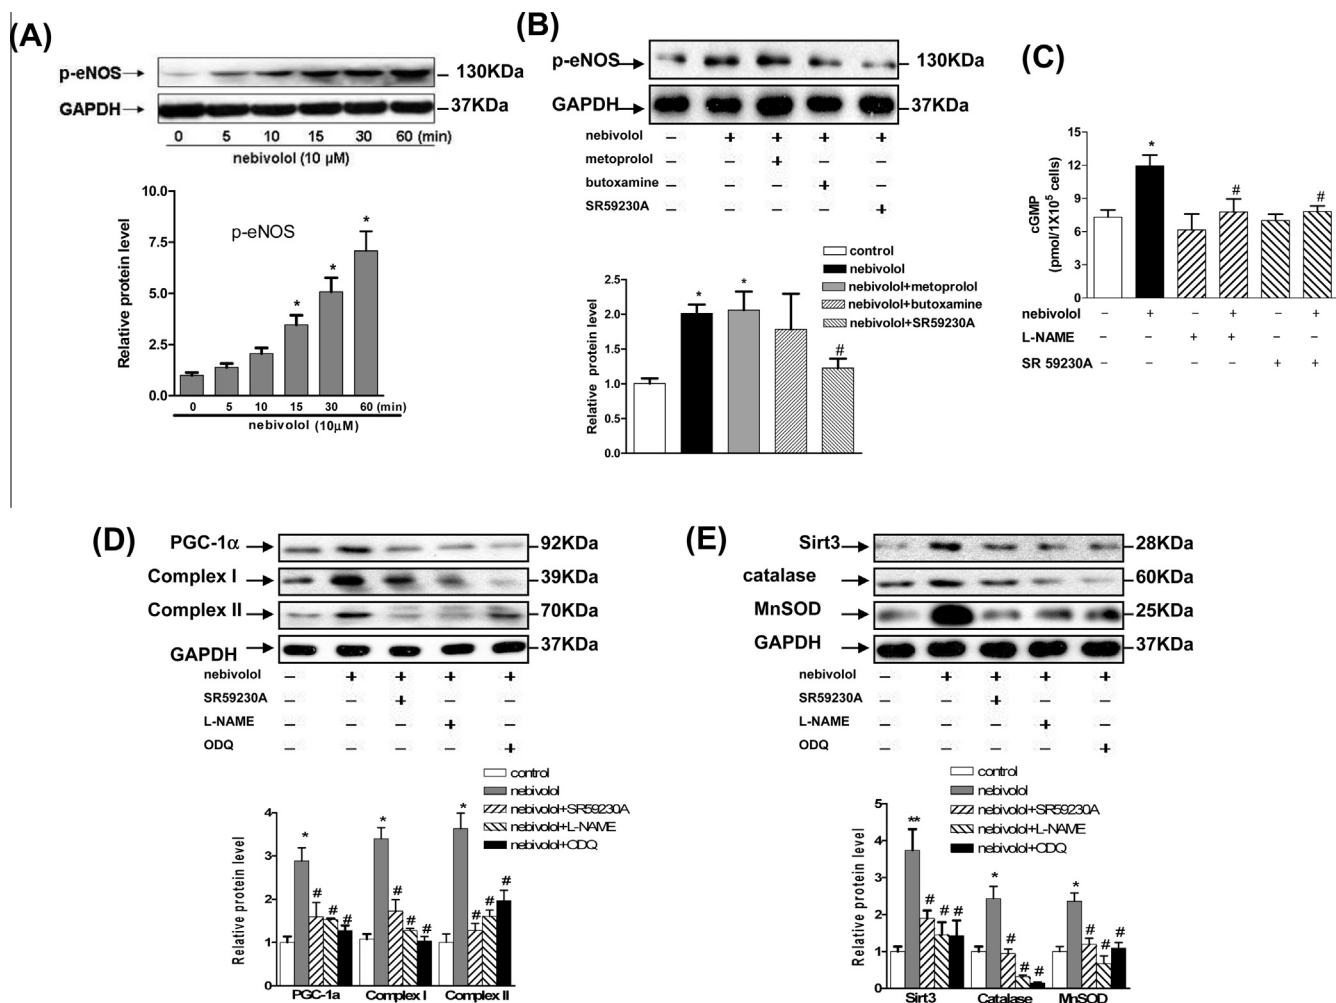 (A)
p-eNOS
130KDa
GAPDH
37KDa
0 5 10 15 30 60 (min)
nebivolol (10 µM)
Relative protein level
10.0
7.5
5.0
2.5
0.0
p-eNOS
* * *
0 5 10 15 30 60 (min)
nebivolol (10µM)
(B)
p-eNOS
130KDa
GAPDH
37KDa
nebivolol – + + + +
metoprolol – – + – –
butoxamine – – – + –
SR59230A – – – – +
control
nebivolol
nebivolol+metoprolol
nebivolol+butoxamine
nebivolol+SR59230A
Relative protein level
2.5
2.0
1.5
1.0
0.5
0.0
* * #
(C)
cGMP
(pmol/1X10⁵ cells)
15
12
9
6
3
0
* # #
nebivolol – + – + – +
L-NAME – – + + – –
SR 59230A – – – – + +
(D)
PGC-1α
92KDa
Complex I
39KDa
Complex II
70KDa
GAPDH
37KDa
nebivolol – + + + +
SR59230A – – + – –
L-NAME – – – + –
ODQ – – – – +
control
nebivolol
nebivolol+SR59230A
nebivolol+L-NAME
nebivolol+ODQ
Relative protein level
4
3
2
1
0
* # # # * # # # * # # #
PGC-1a Complex I Complex II
(E)
Sirt3
28KDa
catalase
60KDa
MnSOD
25KDa
GAPDH
37KDa
nebivolol – + + + +
SR59230A – – + – –
L-NAME – – – + –
ODQ – – – – +
control
nebivolol
nebivolol+SR59230A
nebivolol+L-NAME
nebivolol+ODQ
Relative protein level
5
4
3
2
1
0
** # # # * # # # * # # #
Sirt3 Catalase MnSOD